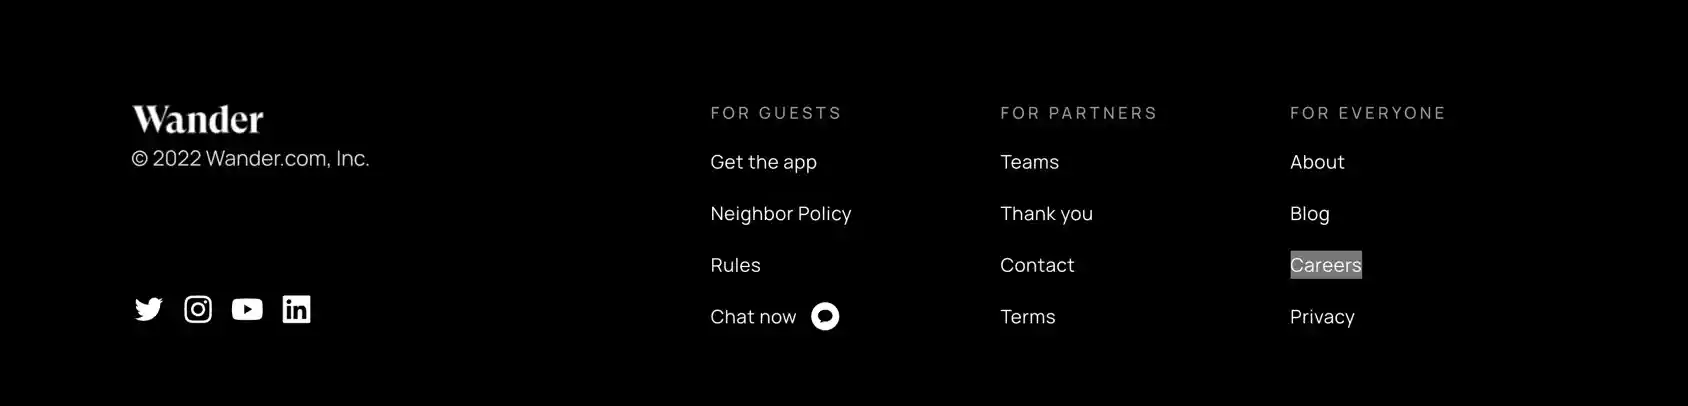 Wander
© 2022 Wander.com, Inc.
FOR GUESTS
Get the app
Neighbor Policy
Rules
Chat now
FOR PARTNERS
Teams
Thank you
Contact
Terms
FOR EVERYONE
About
Blog
Careers
Privacy